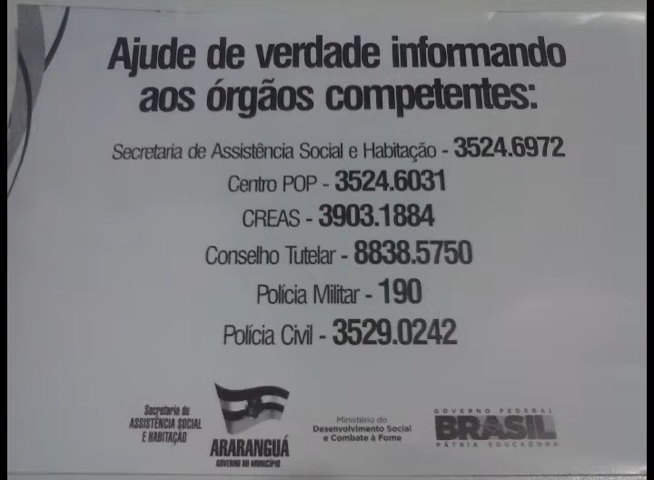 Ajude de verdade informando
aos órgãos competentes:
Secretaria de Assistência Social e Habitação - 3524.6972
Centro POP - 3524.6031
CREAS - 3903.1884
Conselho Tutelar - 8838.5750
Polícia Militar - 190
Polícia Civil - 3529.0242
Secretaria de
ASSISTÊNCIA SOCIAL
E HABITAÇÃO
ARARANGUÁ
GOVERNO DO MUNICÍPIO
Ministério do
Desenvolvimento Social
e Combate à Fome
GOVERNO FEDERAL
BRASIL
PÁTRIA EDUCADORA